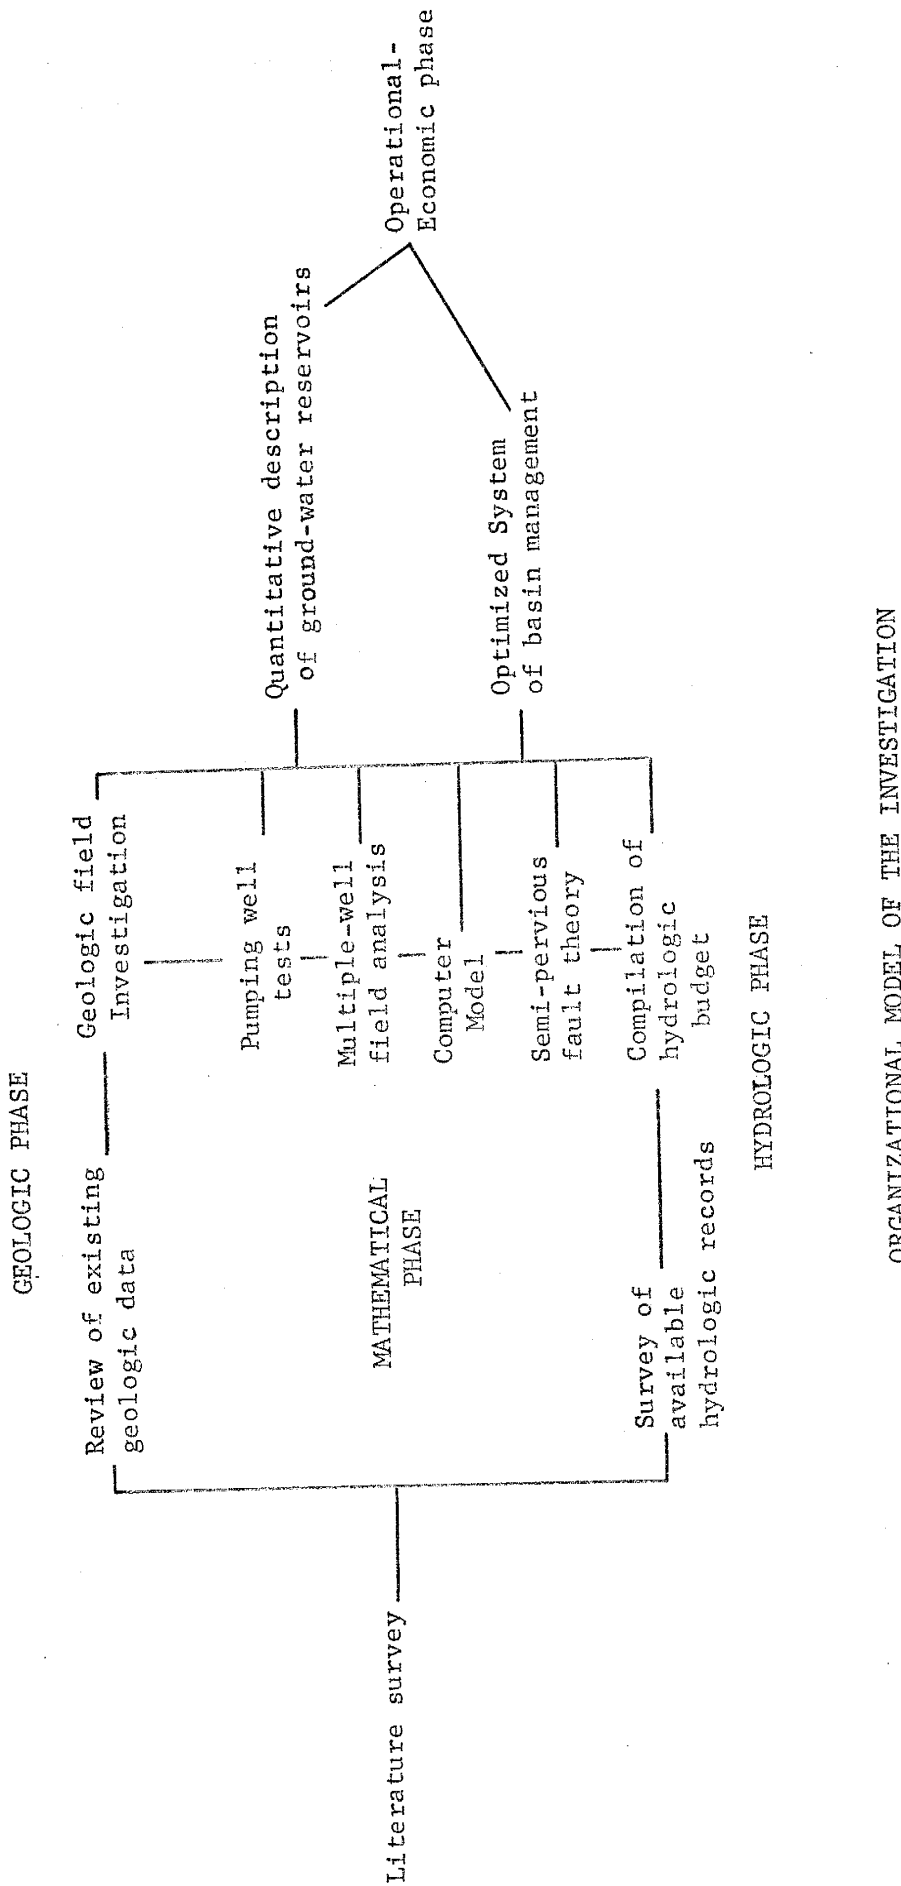 GEOLOGIC PHASE
Review of existing
geologic data
Geologic field
Investigation
Literature survey
MATHEMATICAL
PHASE
Pumping well
tests
Multiple-well
field analysis
Computer
Model
Semi-pervious
fault theory
Survey of
available
hydrologic records
Compilation of
hydrologic
budget
HYDROLOGIC PHASE
Quantitative description
of ground-water reservoirs
Optimized System
of basin management
Operational-
Economic phase
ORGANIZATIONAL MODEL OF THE INVESTIGATION